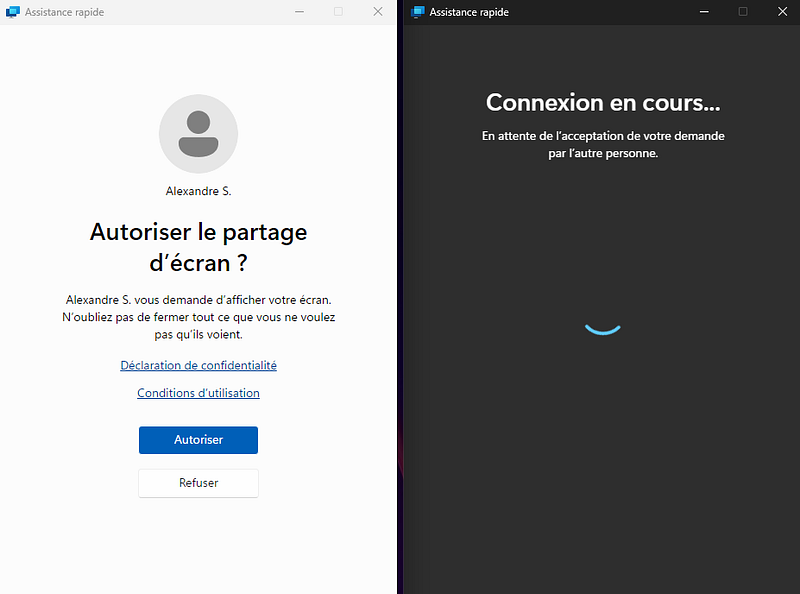 Assistance rapide
Alexandre S.
Autoriser le partage
d’écran ?
Alexandre S. vous demande d’afficher votre écran.
N’oubliez pas de fermer tout ce que vous ne voulez
pas qu’ils voient.
Déclaration de confidentialité
Conditions d’utilisation
Autoriser
Refuser
Assistance rapide
Connexion en cours...
En attente de l’acceptation de votre demande
par l’autre personne.